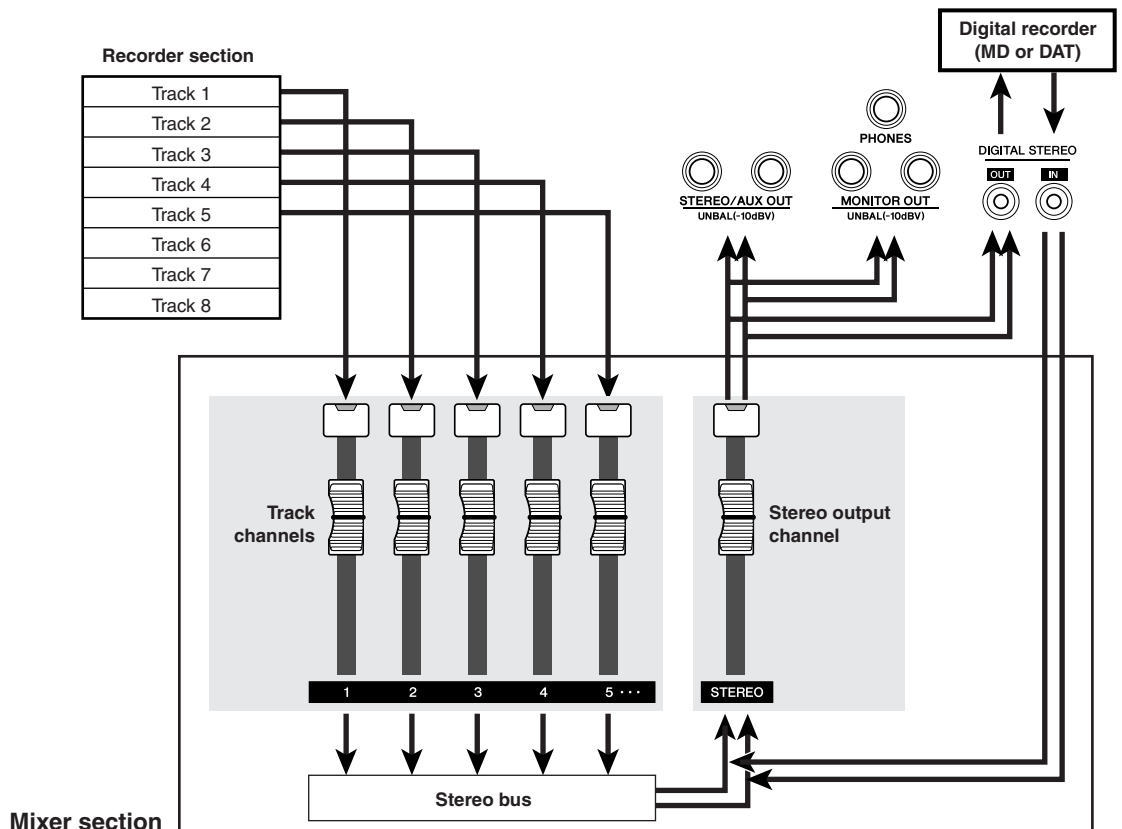 Digital recorder
(MD or DAT)
Recorder section
Track 1
Track 2
Track 3
Track 4
Track 5
Track 6
Track 7
Track 8
PHONES
DIGITAL STEREO
OUT
IN
STEREO/AUX OUT
UNBAL(-10dBV)
MONITOR OUT
UNBAL(-10dBV)
Track
channels
Stereo output
channel
1 2 3 4 5 ···
STEREO
Stereo bus
Mixer section